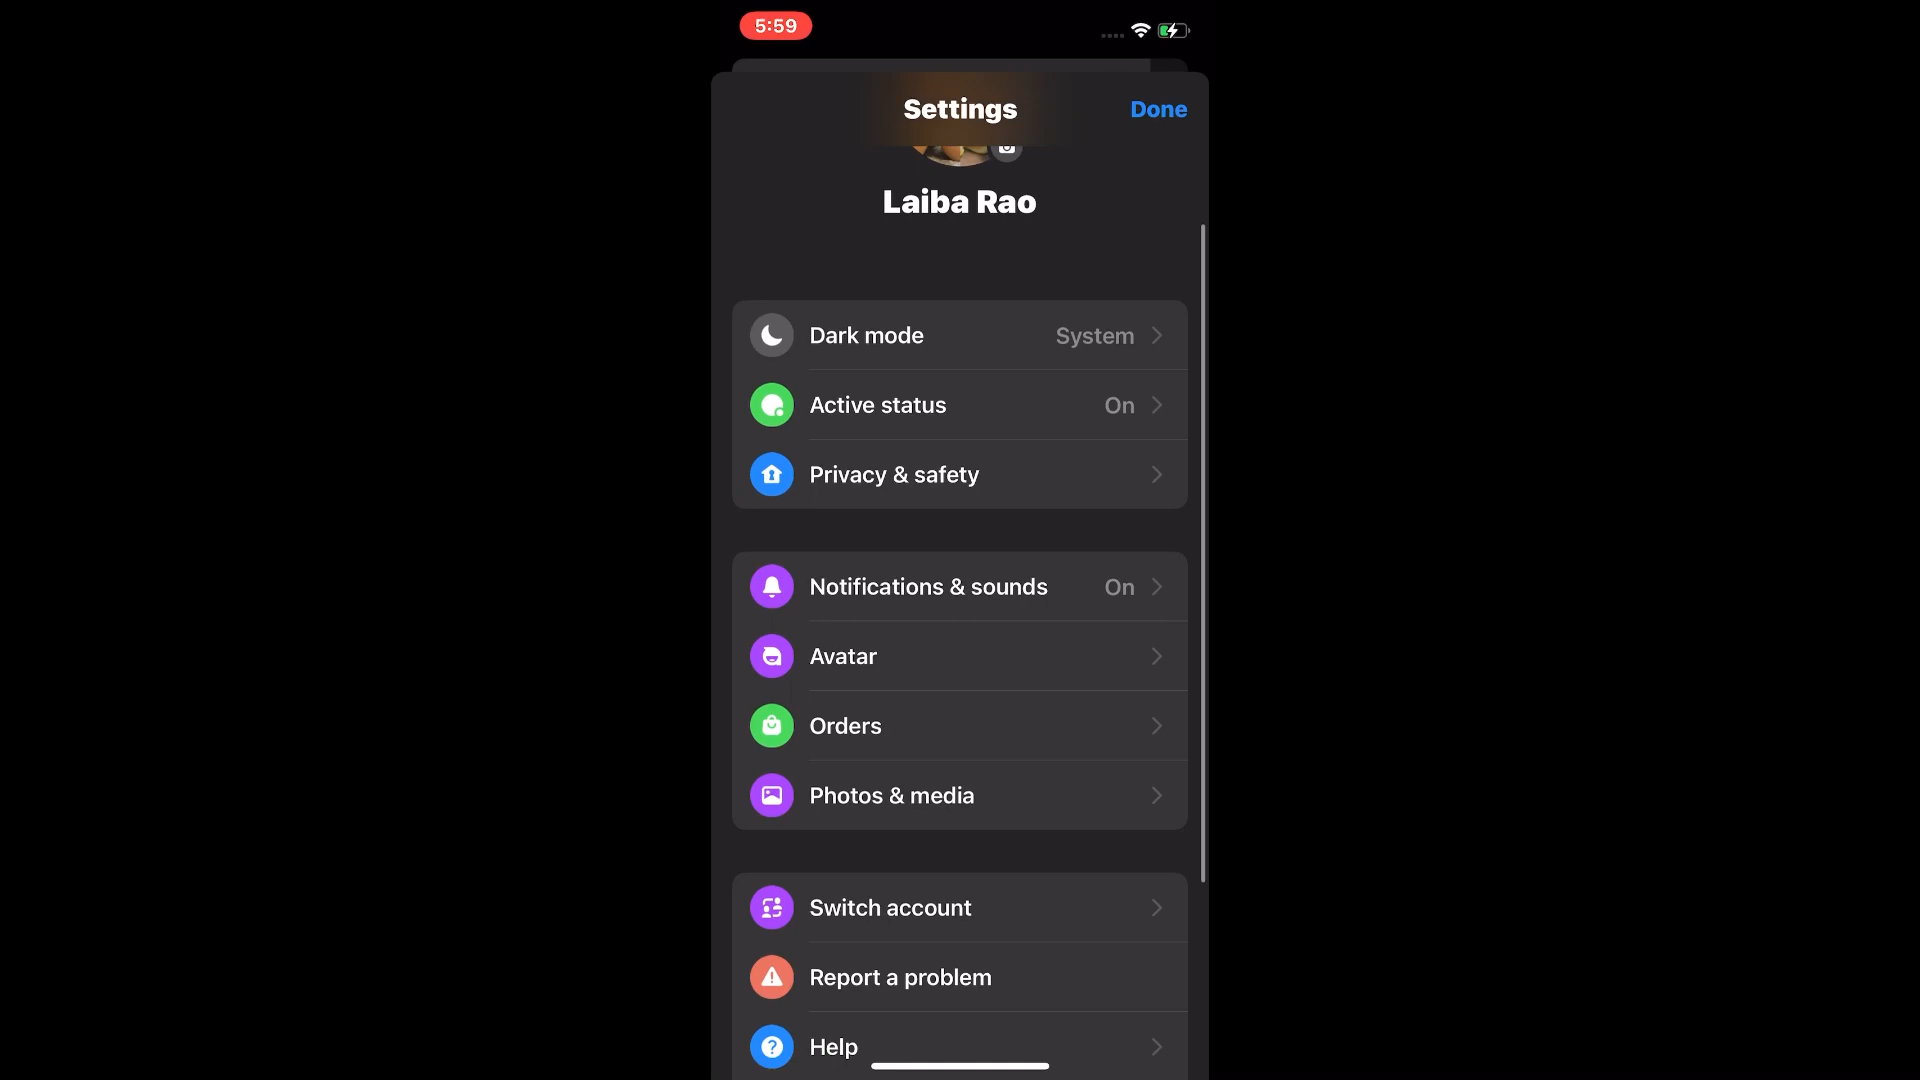 5:59
Settings
Done
Laiba Rao
Dark mode
System
Active status
On
Privacy & safety
Notifications & sounds
On
Avatar
Orders
Photos & media
Switch account
Report a problem
Help